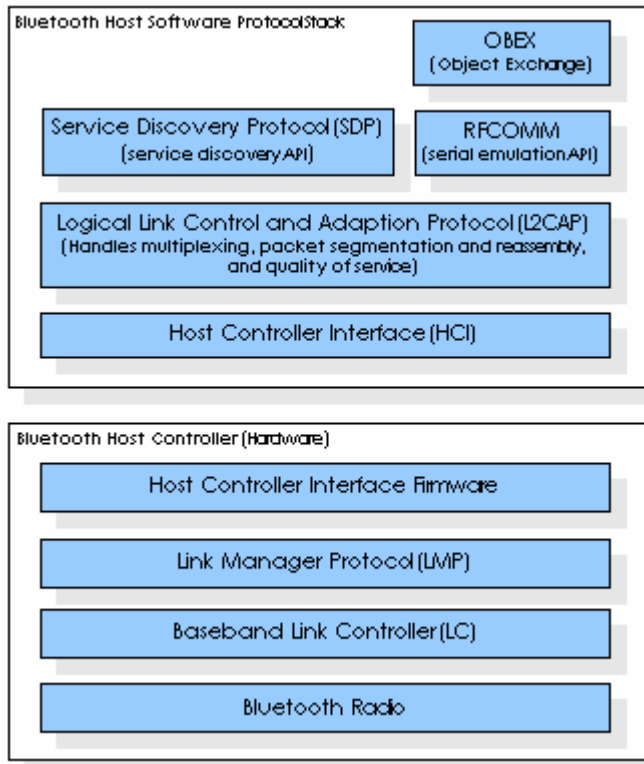 Bluetooth Host Software ProtocolStack
OBEX
(Object Exchange)
Service Discovery Protocol (SDP)
(service discovery API)
RFCOMM
(serial emulation API)
Logical Link Control and Adaption Protocol (L2CAP)
(Handles multiplexing, packet segmentation and reassembly,
and quality of service)
Host Controller Interface (HCI)
Bluetooth Host Controller (Hardware)
Host Controller Interface Firmware
Link Manager Protocol (LMP)
Baseband Link Controller (LC)
Bluetooth Radio